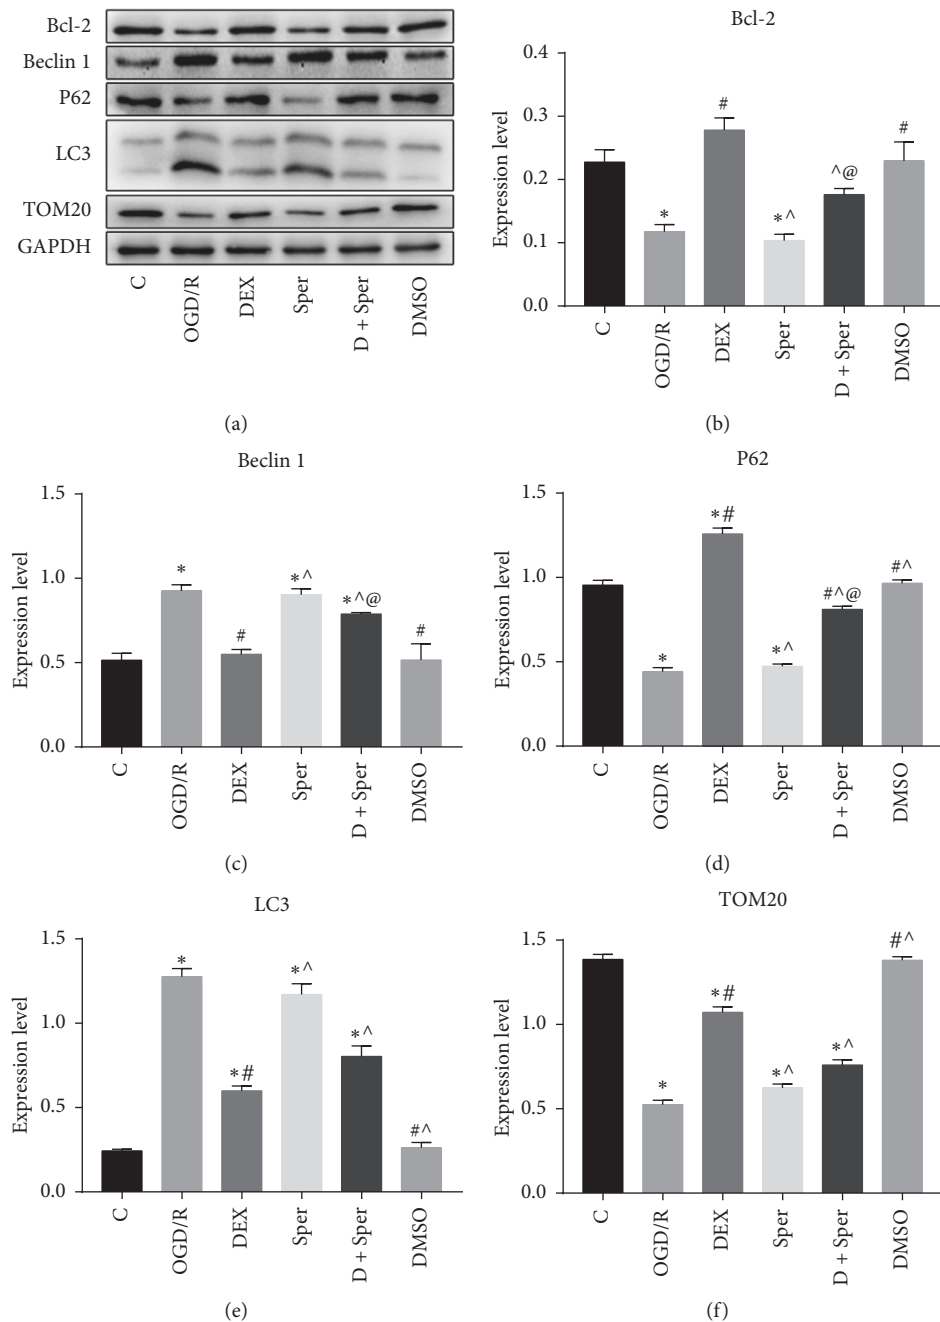 Bcl-2
Beclin 1
P62
LC3
TOM20
GAPDH
C
OGD/R
DEX
Sper
D + Sper
DMSO
(a)
Bcl-2
Expression level
0.4
0.3
0.2
0.1
0.0
*
#
*^
^@
#
C
OGD/R
DEX
Sper
D + Sper
DMSO
(b)
Beclin 1
Expression level
1.5
1.0
0.5
0.0
*
#
*^
*^@
#
C
OGD/R
DEX
Sper
D + Sper
DMSO
(c)
P62
Expression level
1.5
1.0
0.5
0.0
*
*#
*^
#^@
#^
C
OGD/R
DEX
Sper
D + Sper
DMSO
(d)
LC3
Expression level
1.5
1.0
0.5
0.0
*
*#
*^
*^
#^
C
OGD/R
DEX
Sper
D + Sper
DMSO
(e)
TOM20
Expression level
1.5
1.0
0.5
0.0
*
*#
*^
*^
#^
C
OGD/R
DEX
Sper
D + Sper
DMSO
(f)